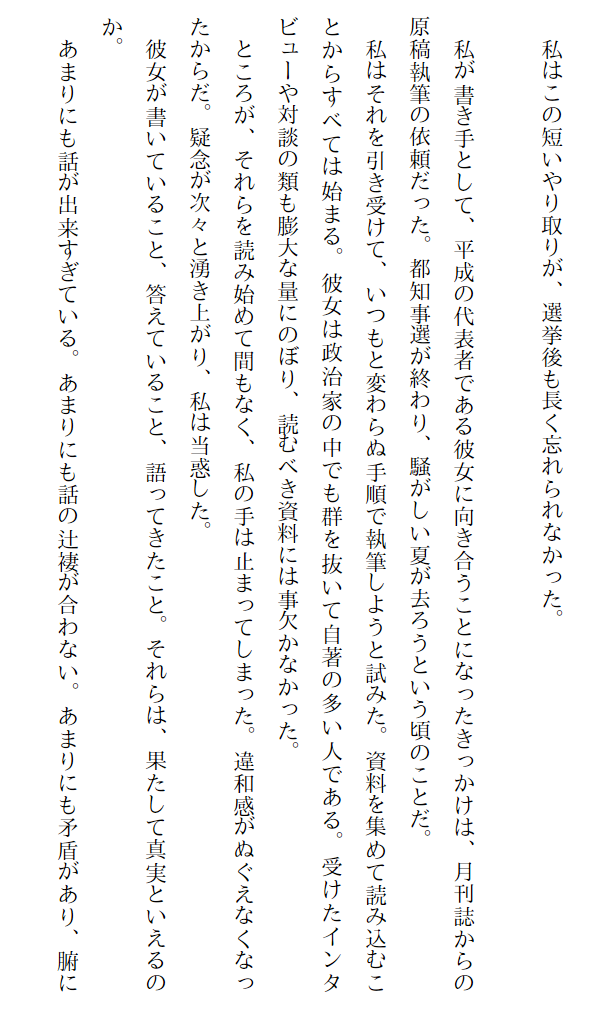 私はこの短いやり取りが、選挙後も長く忘れられなかった。
私が書き手として、平成の代表者である彼女に向き合うことになったきっかけは、月刊誌からの
原稿執筆の依頼だった。都知事選が終わり、騒がしい夏が去ろうという頃のことだ。
私はそれを引き受けて、いつもと変わらぬ手順で執筆しようと試みた。資料を集めて読み込むこ
とからすべては始まる。彼女は政治家の中でも群を抜いて自著の多い人である。受けたインタ
ビューや対談の類も膨大な量にのぼり、読むべき資料には事欠かなかった。
ところが、それらを読み始めて間もなく、私の手は止まってしまった。違和感がぬぐえなくなっ
たからだ。疑念が次々と湧き上がり、私は当惑した。
彼女が書いていること、答えていること、語ってきたこと。それらは、果たして真実といえるの
か。
あまりにも話が出来すぎている。あまりにも話の辻褄が合わない。あまりにも矛盾があり、腑に